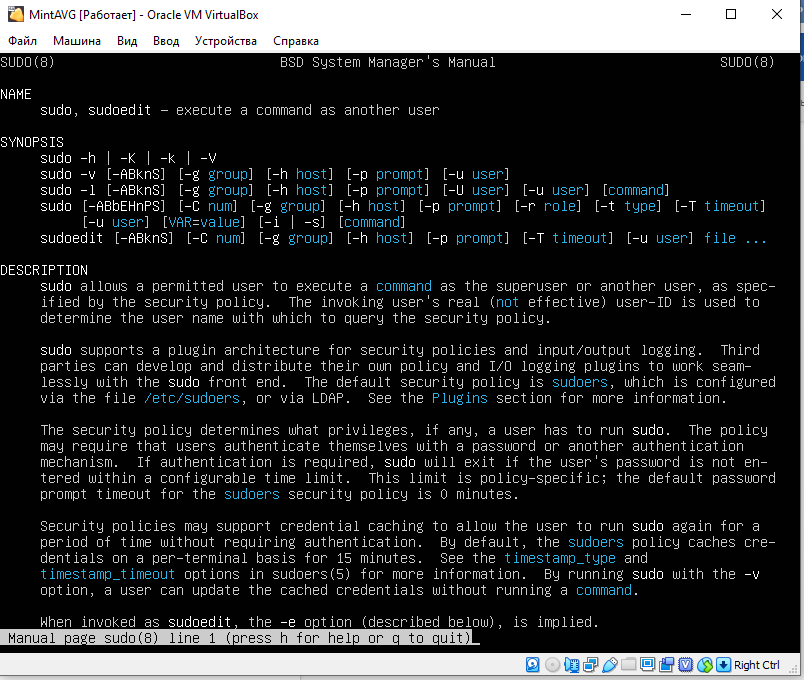 MintAVG [Работает] - Oracle VM VirtualBox
Файл Машина Вид Ввод Устройства Справка
SUDO(8) BSD System Manager's Manual SUDO(8)
NAME
sudo, sudoedit – execute a command as another user
SYNOPSIS
sudo -h | -K | -k | -V
sudo -v [-ABknS] [-g group] [-h host] [-p prompt] [-u user]
sudo -l [-ABknS] [-g group] [-h host] [-p prompt] [-U user] [-u user] [command]
sudo [-ABbEHnPS] [-C num] [-g group] [-h host] [-p prompt] [-r role] [-t type] [-T timeout]
[-u user] [VAR=value] [-i | -s] [command]
sudoedit [-ABknS] [-C num] [-g group] [-h host] [-p prompt] [-T timeout] [-u user] file ...
DESCRIPTION
sudo allows a permitted user to execute a command as the superuser or another user, as spec-
ified by the security policy. The invoking user's real (not effective) user-ID is used to
determine the user name with which to query the security policy.
sudo supports a plugin architecture for security policies and input/output logging. Third
parties can develop and distribute their own policy and I/O logging plugins to work seam-
lessly with the sudo front end. The default security policy is sudoers, which is configured
via the file /etc/sudoers, or via LDAP. See the Plugins section for more information.
The security policy determines what privileges, if any, a user has to run sudo. The policy
may require that users authenticate themselves with a password or another authentication
mechanism. If authentication is required, sudo will exit if the user's password is not en-
tered within a configurable time limit. This limit is policy-specific; the default password
prompt timeout for the sudoers security policy is 0 minutes.
Security policies may support credential caching to allow the user to run sudo again for a
period of time without requiring authentication. By default, the sudoers policy caches cre-
dentials on a per-terminal basis for 15 minutes. See the timestamp_type and
timestamp_timeout options in sudoers(5) for more information. By running sudo with the -v
option, a user can update the cached credentials without running a command.
When invoked as sudoedit, the -e option (described below), is implied.
Manual page sudo(8) line 1 (press h for help or q to quit)
Right Ctrl